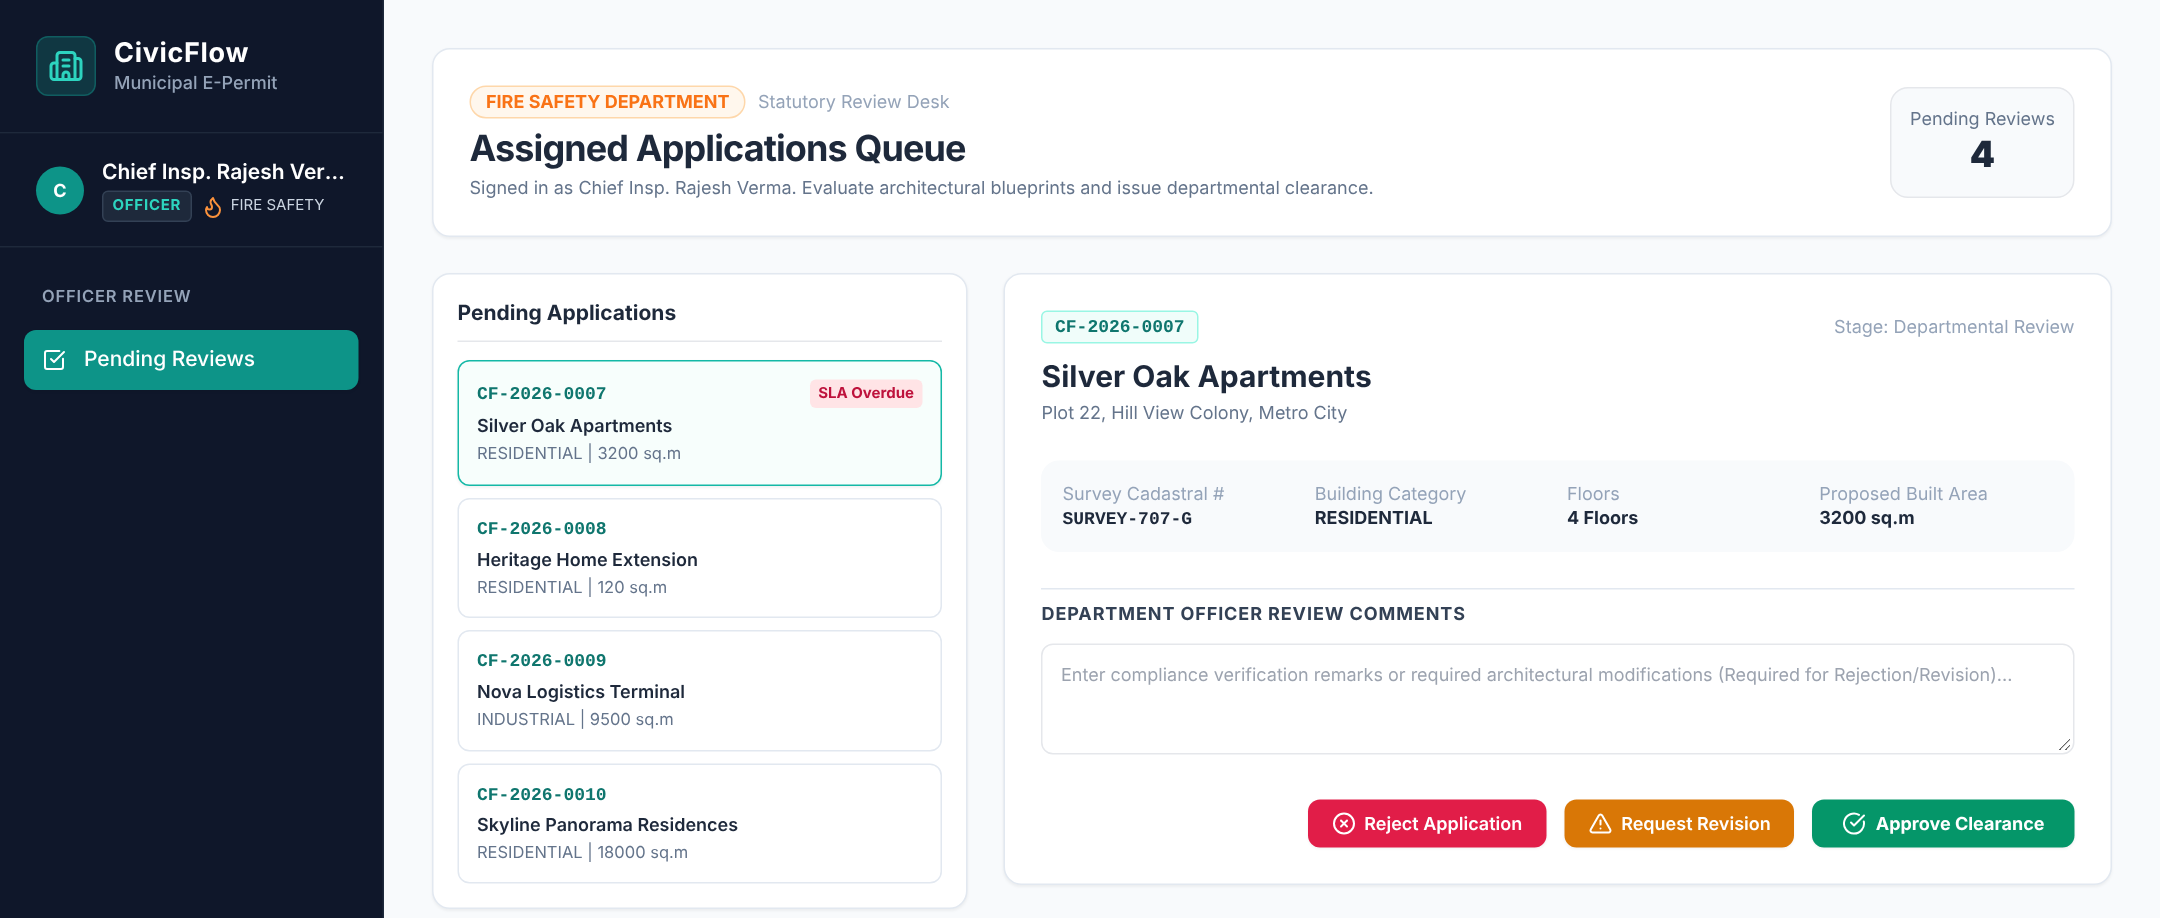 CivicFlow
Municipal E-Permit
C
Chief Insp. Rajesh Ver...
OFFICER
FIRE SAFETY
OFFICER REVIEW
Pending Reviews
FIRE SAFETY DEPARTMENT
Statutory Review Desk
Assigned Applications Queue
Signed in as Chief Insp. Rajesh Verma. Evaluate architectural blueprints and issue departmental clearance.
Pending Reviews
4
Pending Applications
CF-2026-0007
SLA Overdue
Silver Oak Apartments
RESIDENTIAL | 3200 sq.m
CF-2026-0008
Heritage Home Extension
RESIDENTIAL | 120 sq.m
CF-2026-0009
Nova Logistics Terminal
INDUSTRIAL | 9500 sq.m
CF-2026-0010
Skyline Panorama Residences
RESIDENTIAL | 18000 sq.m
CF-2026-0007
Stage: Departmental Review
Silver Oak Apartments
Plot 22, Hill View Colony, Metro City
Survey Cadastral #
SURVEY-707-G
Building Category
RESIDENTIAL
Floors
4 Floors
Proposed Built Area
3200 sq.m
DEPARTMENT OFFICER REVIEW COMMENTS
Enter compliance verification remarks or required architectural modifications (Required for Rejection/Revision)...
Reject Application
Request Revision
Approve Clearance